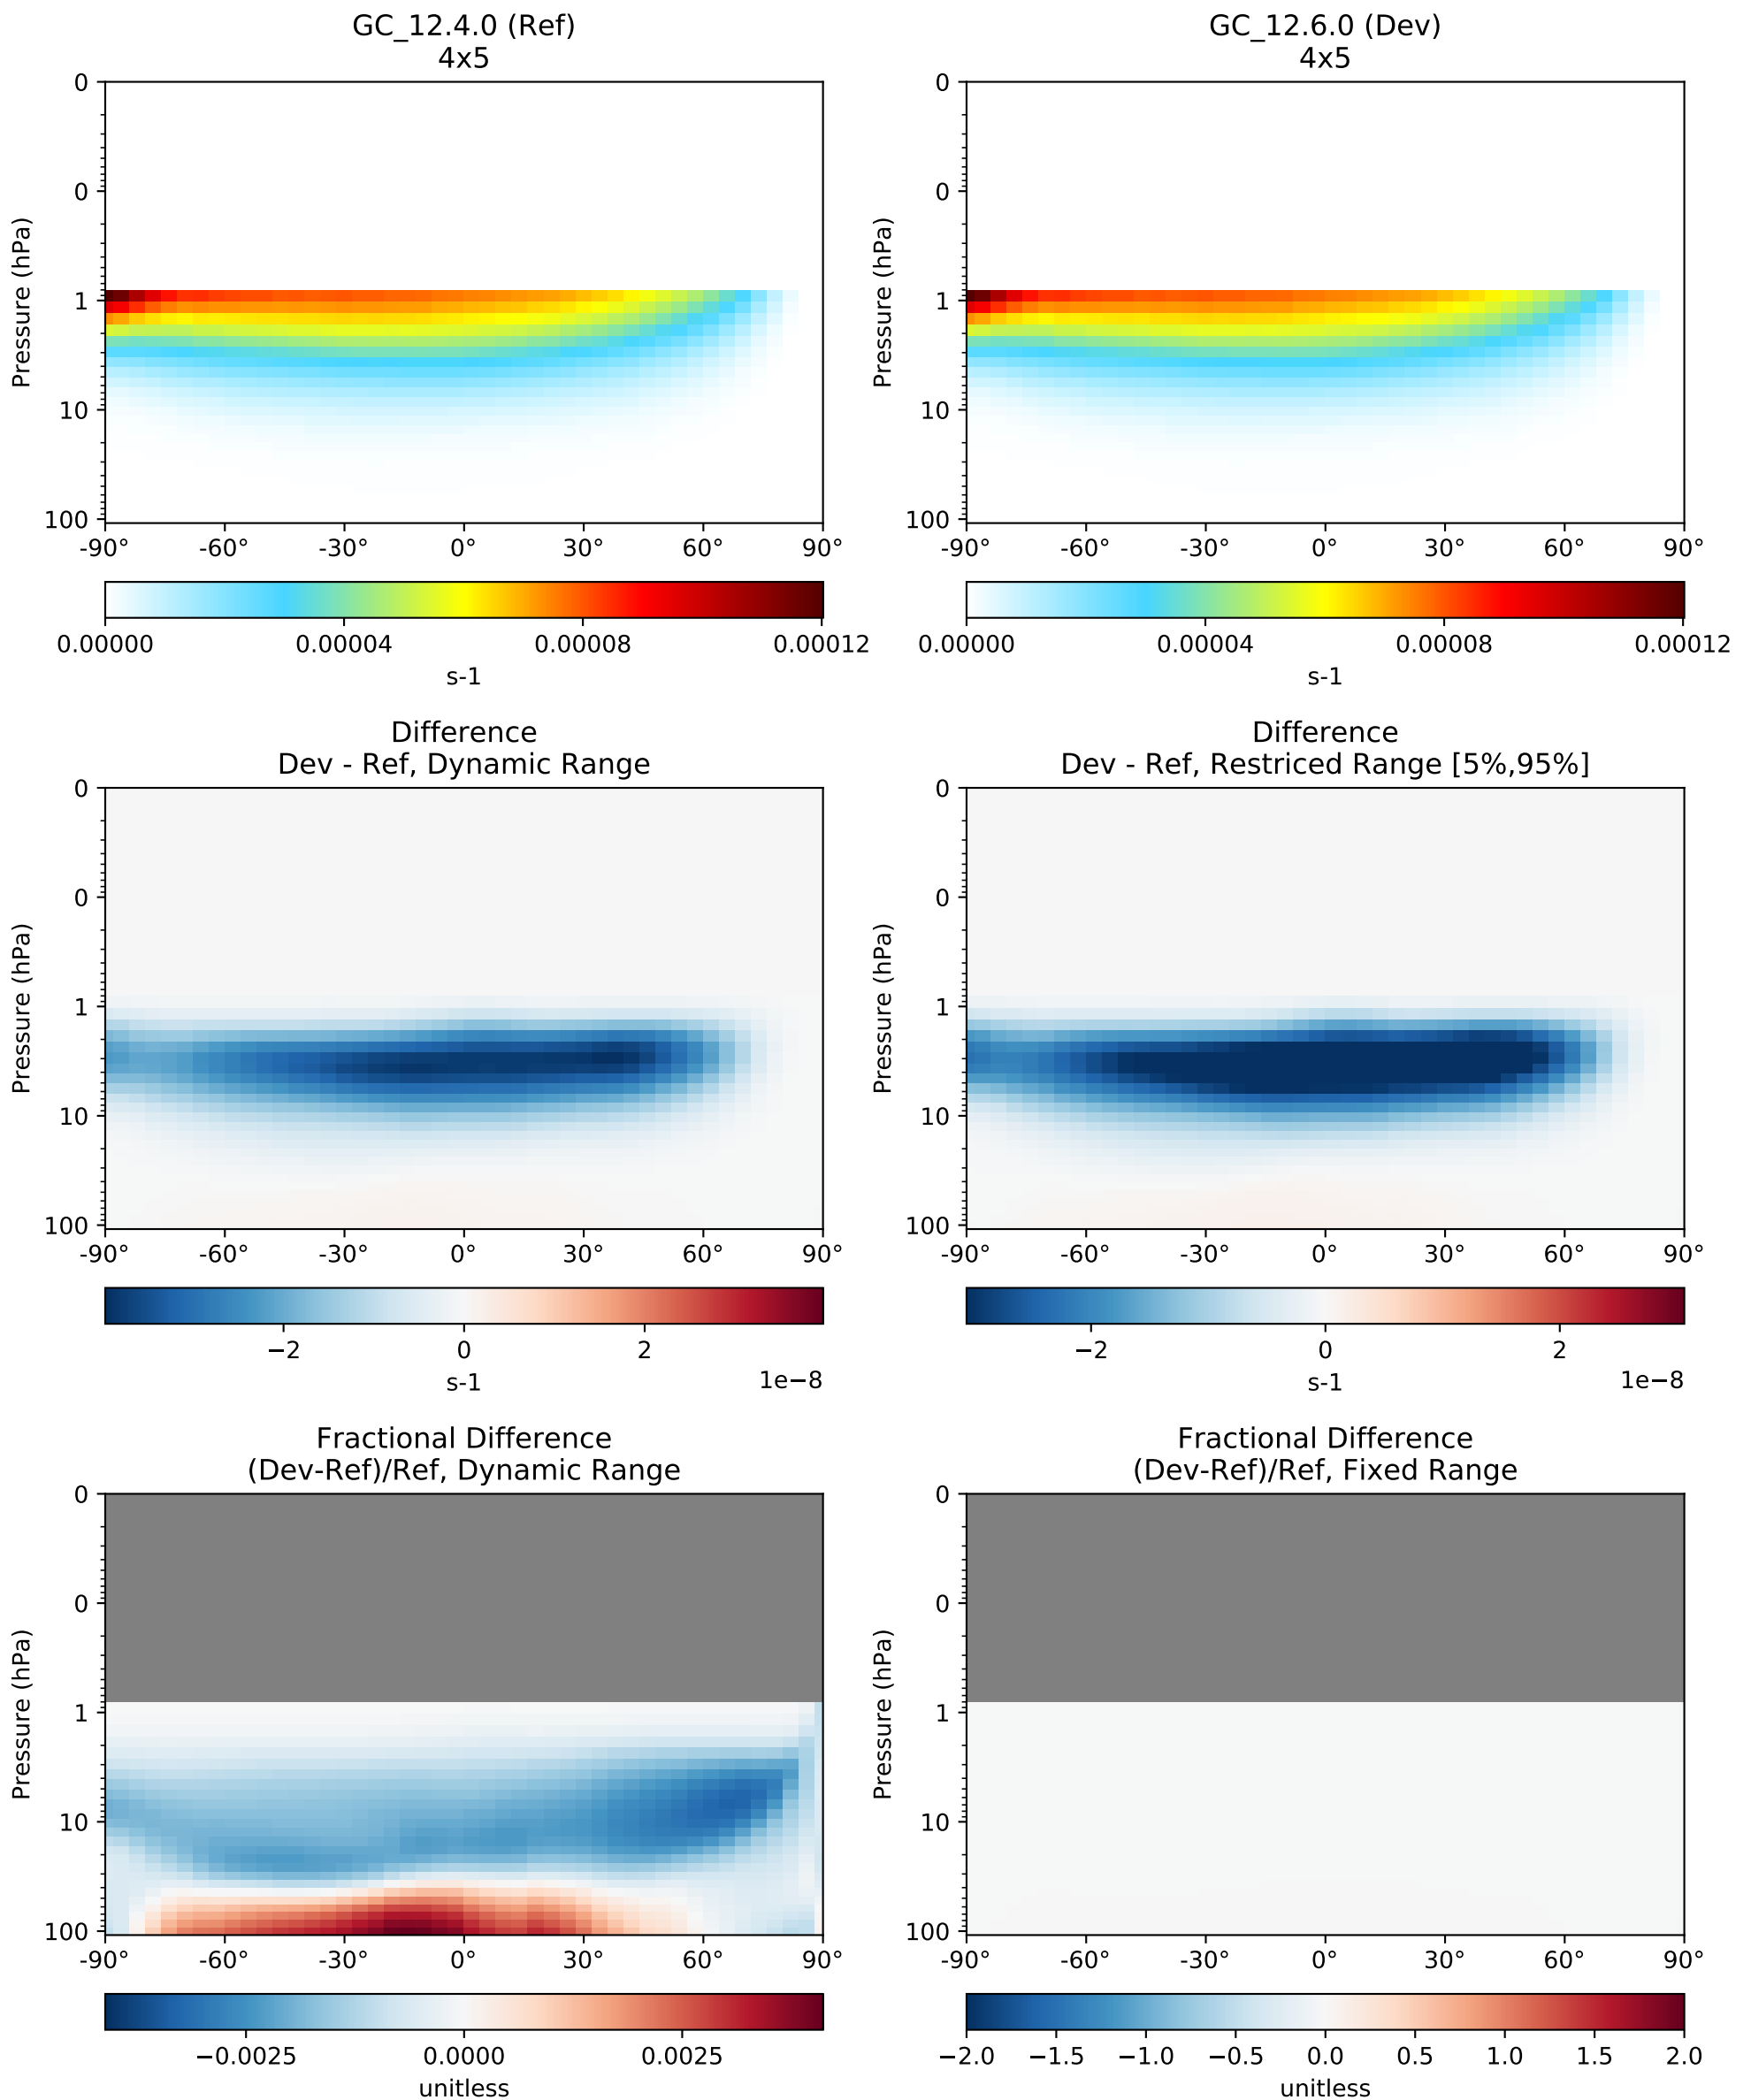 GC_12.4.0 (Ref)
4x5
0
0
1
10
100
Pressure (hPa)
-90° -60° -30° 0° 30° 60° 90°
0.00000 0.00004 0.00008 0.00012
s-1
GC_12.6.0 (Dev)
4x5
0
0
1
10
100
Pressure (hPa)
-90° -60° -30° 0° 30° 60° 90°
0.00000 0.00004 0.00008 0.00012
s-1
Difference
Dev - Ref, Dynamic Range
0
0
1
10
100
Pressure (hPa)
-90° -60° -30° 0° 30° 60° 90°
−2 0 2
s-1
1e−8
Difference
Dev - Ref, Restriced Range [5%,95%]
0
0
1
10
100
Pressure (hPa)
-90° -60° -30° 0° 30° 60° 90°
−2 0 2
s-1
1e−8
Fractional Difference
(Dev-Ref)/Ref, Dynamic Range
0
0
1
10
100
Pressure (hPa)
-90° -60° -30° 0° 30° 60° 90°
−0.0025 0.0000 0.0025
unitless
Fractional Difference
(Dev-Ref)/Ref, Fixed Range
0
0
1
10
100
Pressure (hPa)
-90° -60° -30° 0° 30° 60° 90°
−2.0 −1.5 −1.0 −0.5 0.0 0.5 1.0 1.5 2.0
unitless